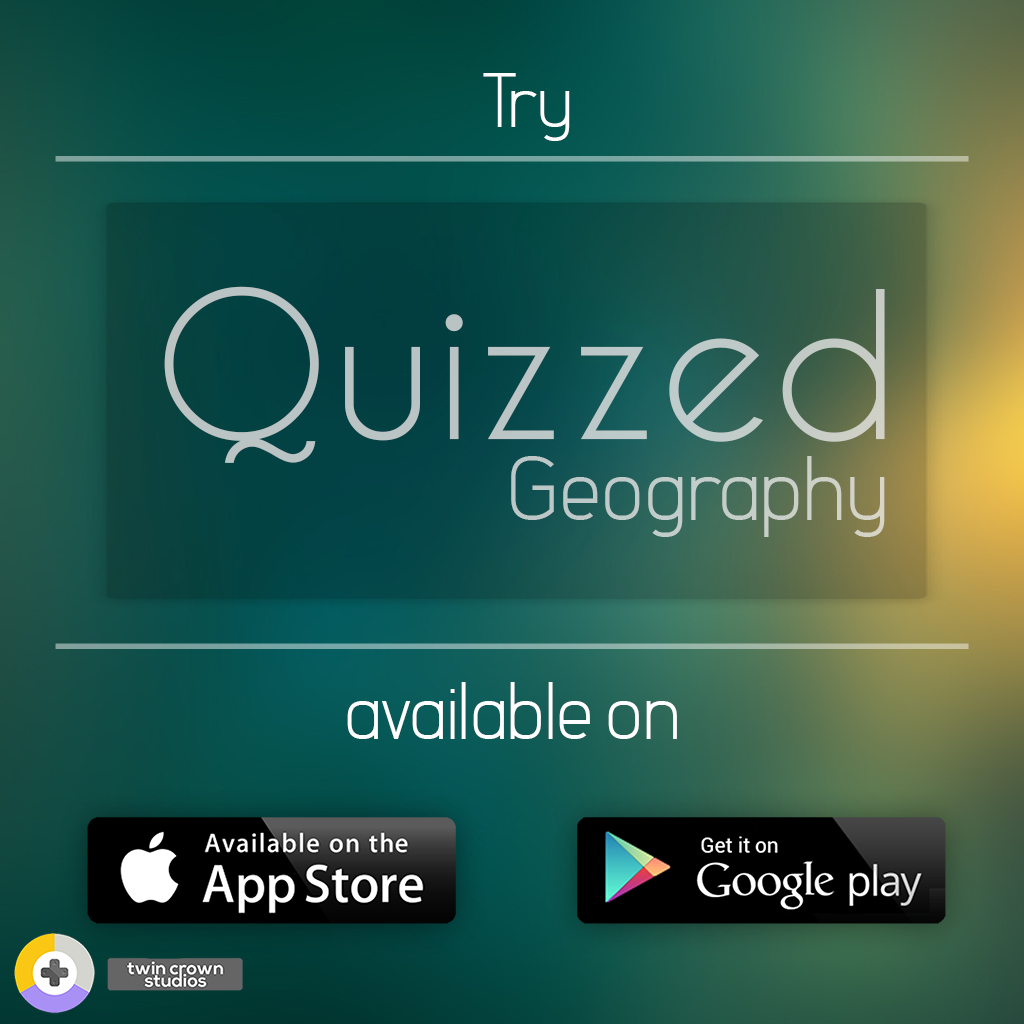 Try
Quizzed
Geography
available on
Available on the
App Store
Get it on
Google play
twin crown
studios